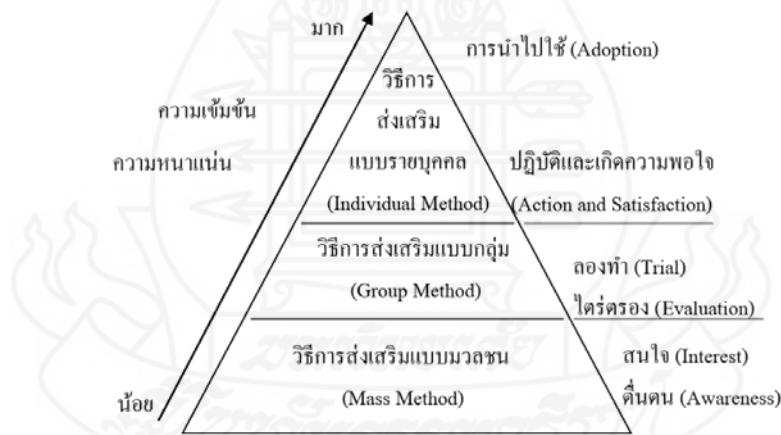 มาก
การนำไปใช้ (Adoption)
วิธีการ
ความเข้มข้น
ส่งเสริม
ความหนาแน่น
แบบรายบุคคล
ปฏิบัติและเกิดความพอใจ
(Individual Method)
(Action and Satisfaction)
วิธีการส่งเสริมแบบกลุ่ม
ลองทำ (Trial)
(Group Method)
ไตร่ตรอง (Evaluation)
วิธีการส่งเสริมแบบมวลชน
สนใจ (Interest)
น้อย
(Mass Method)
ตื่นตน (Awareness)